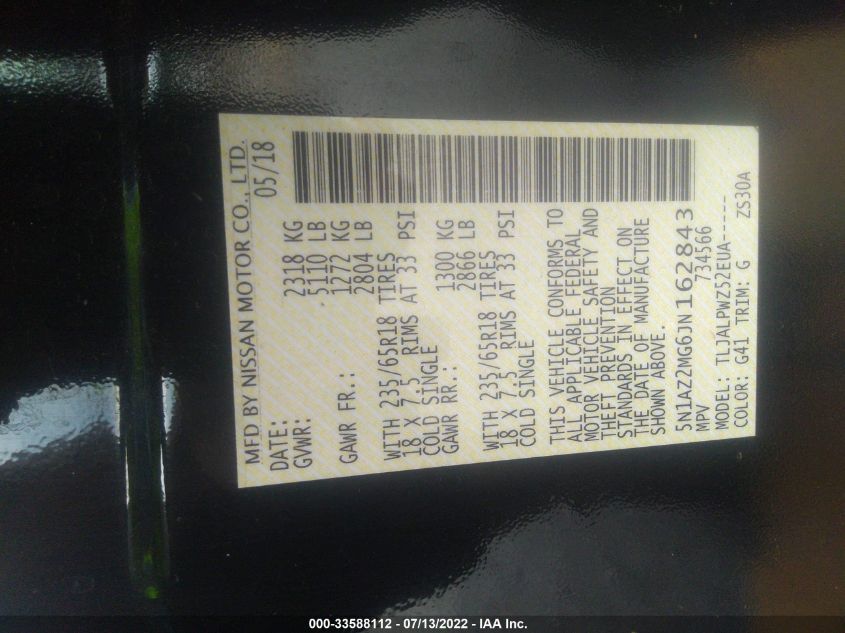 MFD BY NISSAN MOTOR CO., LTD.
DATE: 05/18
GVWR: 2318 KG
5110 LB
GAWR FR.: 1272 KG
2804 LB
WITH 235/65R18 TIRES
18 X 7.5 RIMS AT 33 PSI
COLD SINGLE
GAWR RR.: 1300 KG
2866 LB
WITH 235/65R18 TIRES
18 X 7.5 RIMS AT 33 PSI
COLD SINGLE
THIS VEHICLE CONFORMS TO
ALL APPLICABLE FEDERAL
MOTOR VEHICLE SAFETY AND
THEFT PREVENTION
STANDARDS IN EFFECT ON
THE DATE OF MANUFACTURE
SHOWN ABOVE.
5N1AZ2MG6JN162843
MPV 734566
MODEL: TLJALPWZ52EUA-----
COLOR: G41 TRIM: G ZS30A
000-33588112 - 07/13/2022 - IAA Inc.